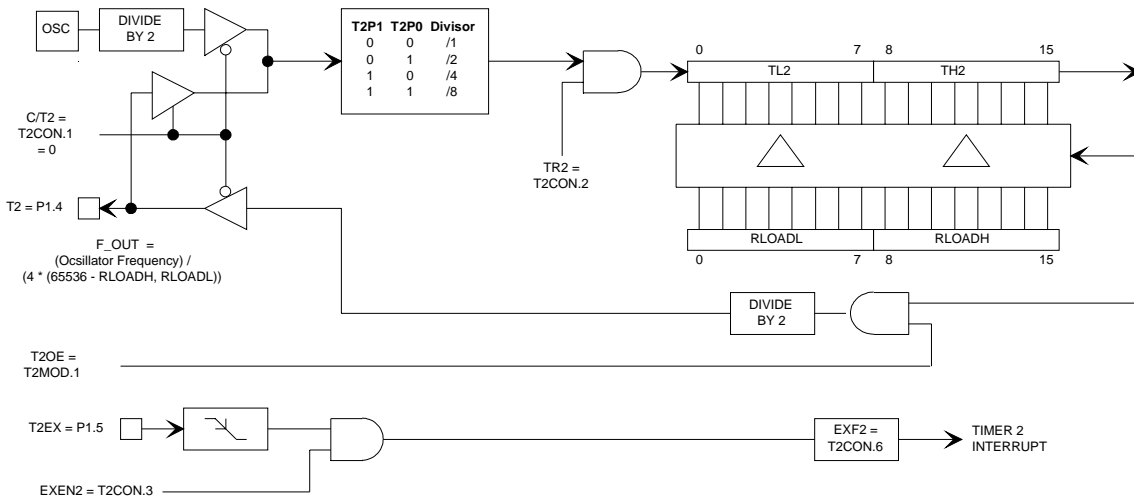 OSC
DIVIDE
BY 2
T2P1 T2P0 Divisor
0 0 /1
0 1 /2
1 0 /4
1 1 /8
0 7 8 15
TL2 TH2
C/T2 =
T2CON.1
= 0
TR2 =
T2CON.2
T2 = P1.4
F_OUT =
(Ocsillator Frequency) /
(4 * (65536 - RLOADH, RLOADL))
RLOADL RLOADH
0 7 8 15
DIVIDE
BY 2
T2OE =
T2MOD.1
T2EX = P1.5
EXF2 =
T2CON.6
TIMER 2
INTERRUPT
EXEN2 = T2CON.3